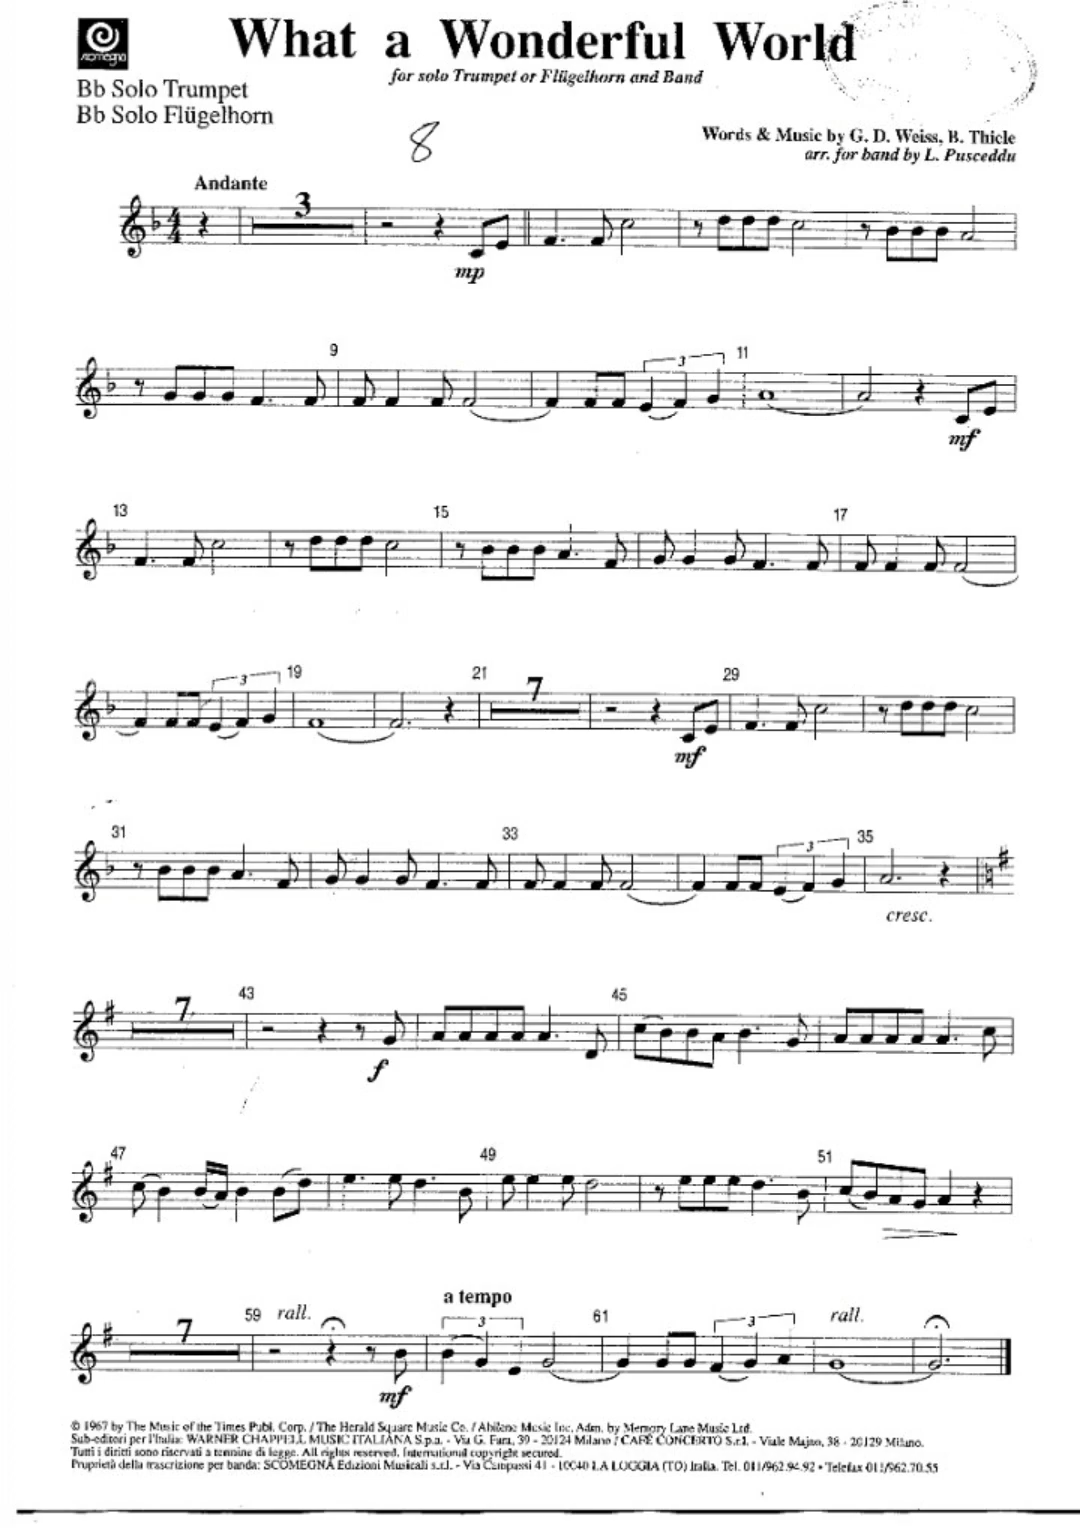 What a Wonderful World
for solo Trumpet or Flügelhorn and Band
scomegna
Bb Solo Trumpet
Bb Solo Flügelhorn
8
Words & Music by G. D. Weiss, B. Thiele
arr. for band by L. Pusceddu
Andante
3
mp
9
3
11
mf
13
15
17
3
19
21
7
29
mf
31
33
3
35
cresc.
7
43
45
f
47
49
51
a tempo
7
59
rall.
3
61
3
rall.
mf
© 1967 by The Music of the Times Publ. Corp. / The Herald Square Music Co. / Abilene Music Inc. Adm. by Memory Lane Music Ltd.
Sub-editori per l'Italia: WARNER CHAPPELL MUSIC ITALIANA S.p.a. - Via G. Fara, 39 - 20124 Milano / CAFÈ CONCERTO S.r.l. - Viale Majno, 38 - 20129 Milano.
Tutti i diritti sono riservati a termine di legge. All rights reserved. International copyright secured.
Proprietà della trascrizione per banda: SCOMEGNA Edizioni Musicali s.r.l. - Via Campassi 41 - 10040 LA LOGGIA (TO) Italia. Tel. 011/962.94.92 • Telefax 011/962.70.55